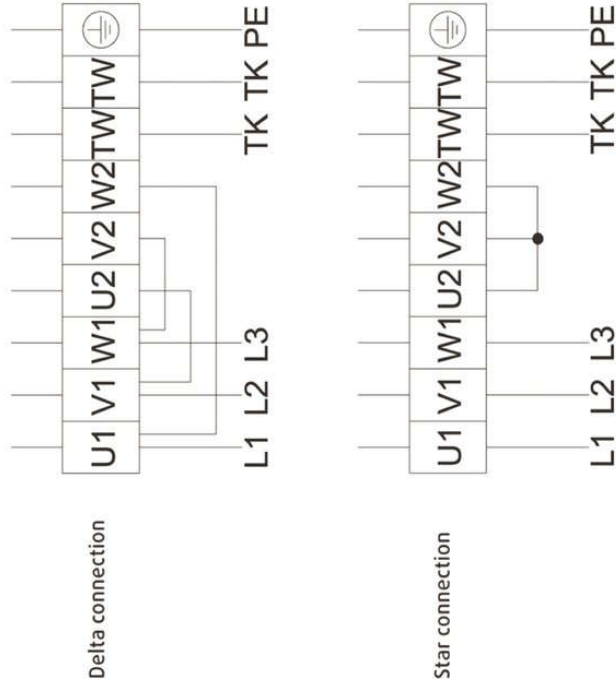 Delta connection
U1 V1 W1 U2 V2 W2 TW TW
L1 L2 L3 TK TK PE
Star connection
U1 V1 W1 U2 V2 W2 TW TW
L1 L2 L3 TK TK PE